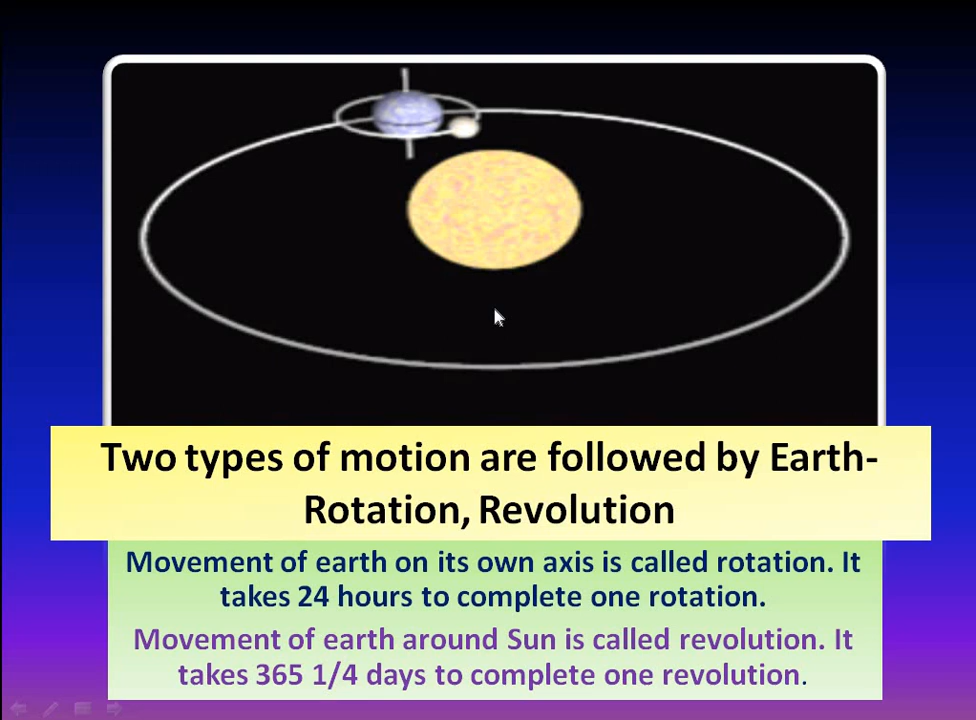 Two types of motion are followed by Earth-
Rotation, Revolution
Movement of earth on its own axis is called rotation. It
takes 24 hours to complete one rotation.
Movement of earth around Sun is called revolution. It
takes 365 1/4 days to complete one revolution.